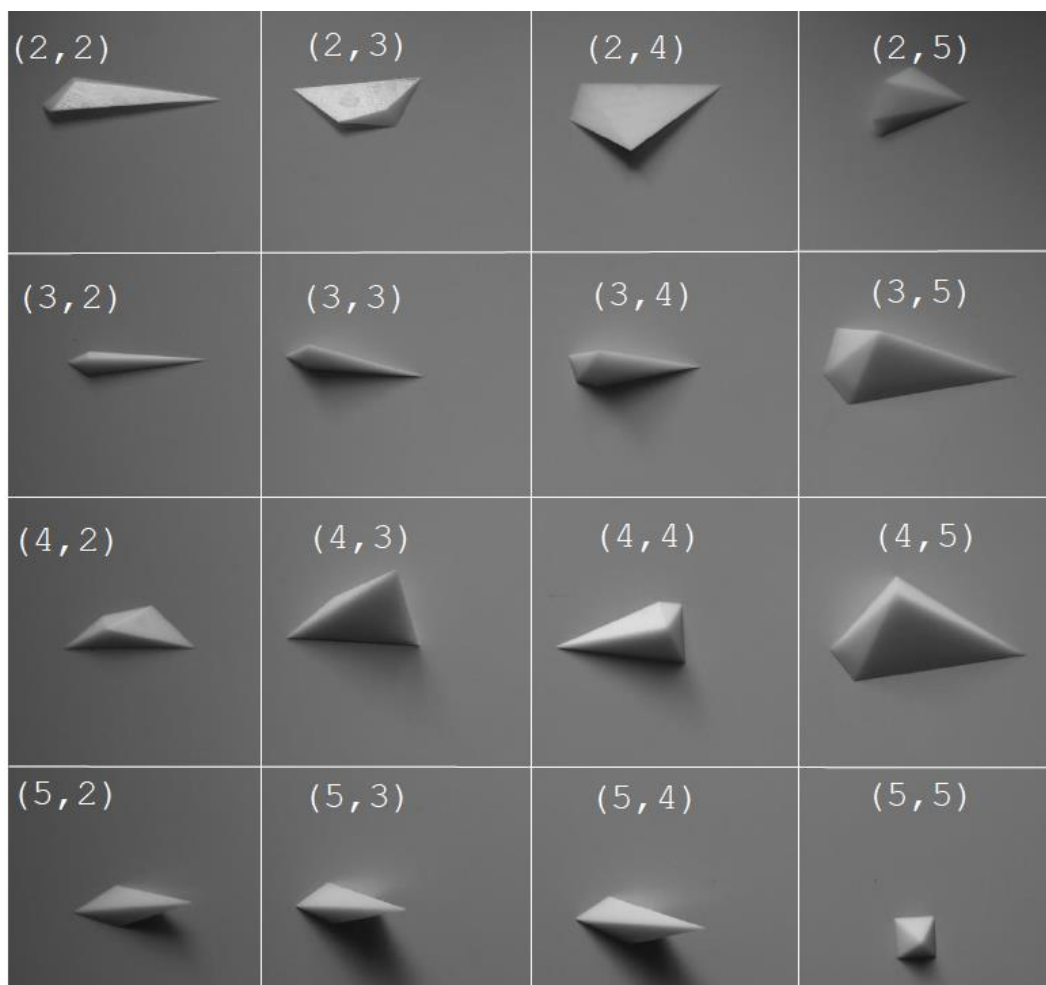 (2,2) (2,3) (2,4) (2,5)
(3,2) (3,3) (3,4) (3,5)
(4,2) (4,3) (4,4) (4,5)
(5,2) (5,3) (5,4) (5,5)